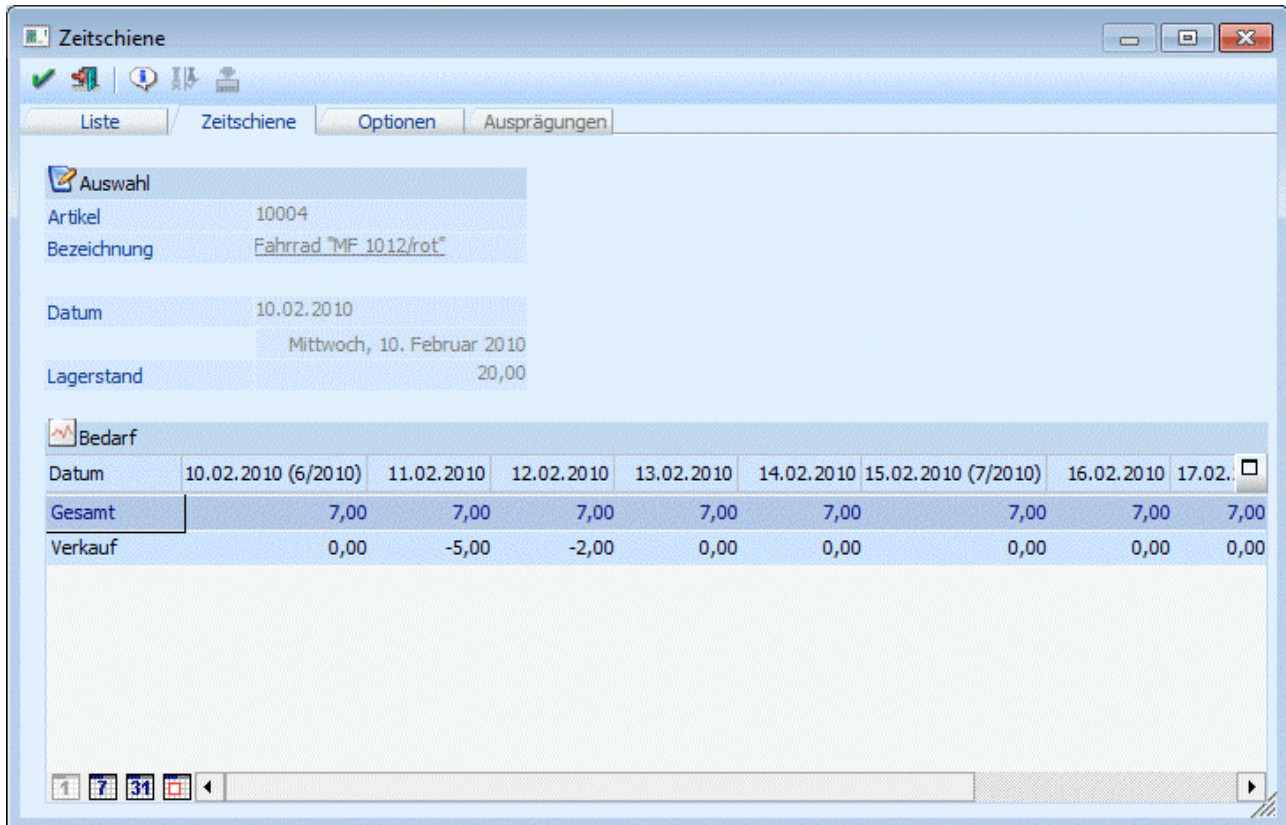 Zeitschiene
Liste Zeitschiene Optionen Ausprägungen
Auswahl
Artikel 10004
Bezeichnung Fahrrad "MF 1012/rot"
Datum 10.02.2010
Mittwoch, 10. Februar 2010
Lagerstand 20,00
Bedarf
Datum 10.02.2010 (6/2010) 11.02.2010 12.02.2010 13.02.2010 14.02.2010 15.02.2010 (7/2010) 16.02.2010 17.02.
Gesamt 7,00 7,00 7,00 7,00 7,00 7,00 7,00 7,00
Verkauf 0,00 -5,00 -2,00 0,00 0,00 0,00 0,00 0,00
1 7 31